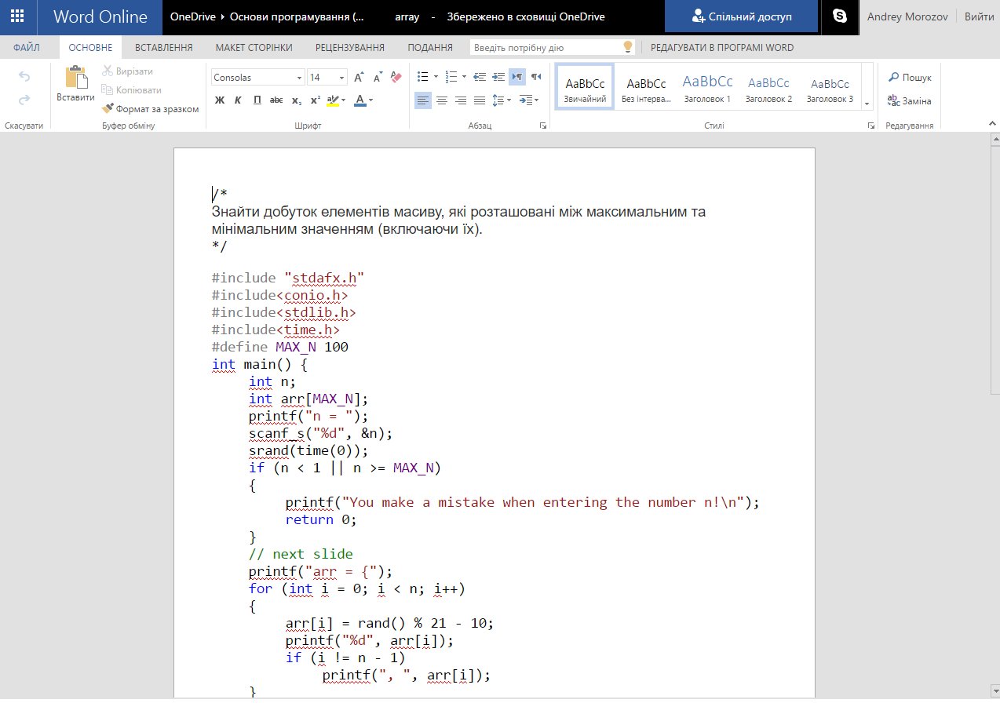 Word Online
OneDrive Основи програмування (... array - Збережено в сховищі OneDrive
Спільний доступ
Andrey Morozov
Вийти
ФАЙЛ ОСНОВНЕ ВСТАВЛЕННЯ МАКЕТ СТОРІНКИ РЕЦЕНЗУВАННЯ ПОДАННЯ Введіть потрібну дію РЕДАГУВАТИ В ПРОГРАМІ WORD
Вставити
Вирізати
Копіювати
Формат за зразком
Consolas 14
Ж К П abc x₂ x²
AaBbCc AaBbCc AaBbCc AaBbCc AaBbCc
Звичайний Без інтерва... Заголовок 1 Заголовок 2 Заголовок 3
Пошук
Заміна
Скасувати Буфер обміну Шрифт Абзац Стилі Редагування
/*
Знайти добуток елементів масиву, які розташовані між максимальним та
мінімальним значенням (включаючи їх).
*/
#include "stdafx.h"
#include<conio.h>
#include<stdlib.h>
#include<time.h>
#define MAX_N 100
int main() {
int n;
int arr[MAX_N];
printf("n = ");
scanf_s("%d", &n);
srand(time(0));
if (n < 1 || n >= MAX_N)
{
printf("You make a mistake when entering the number n!\n");
return 0;
}
// next slide
printf("arr = {");
for (int i = 0; i < n; i++)
{
arr[i] = rand() % 21 - 10;
printf("%d", arr[i]);
if (i != n - 1)
printf(", ", arr[i]);
}